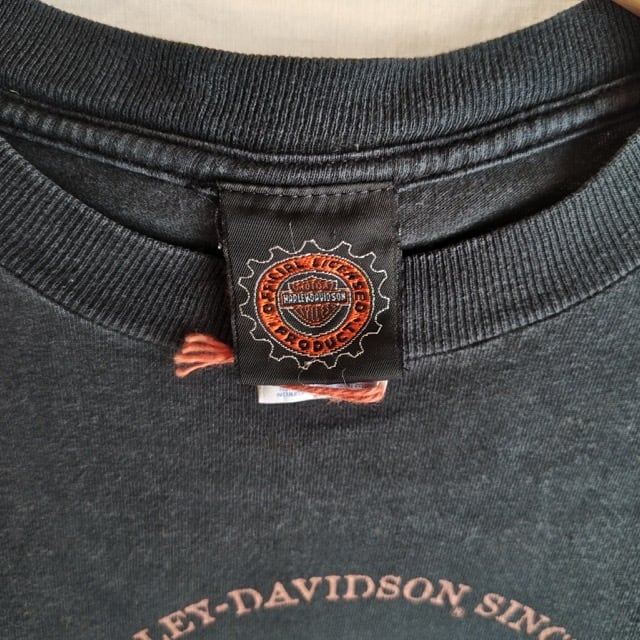 OFFICIAL LICENSED
MOTOR
HARLEY-DAVIDSON
PRODUCT
LEY-DAVIDSON® SINC